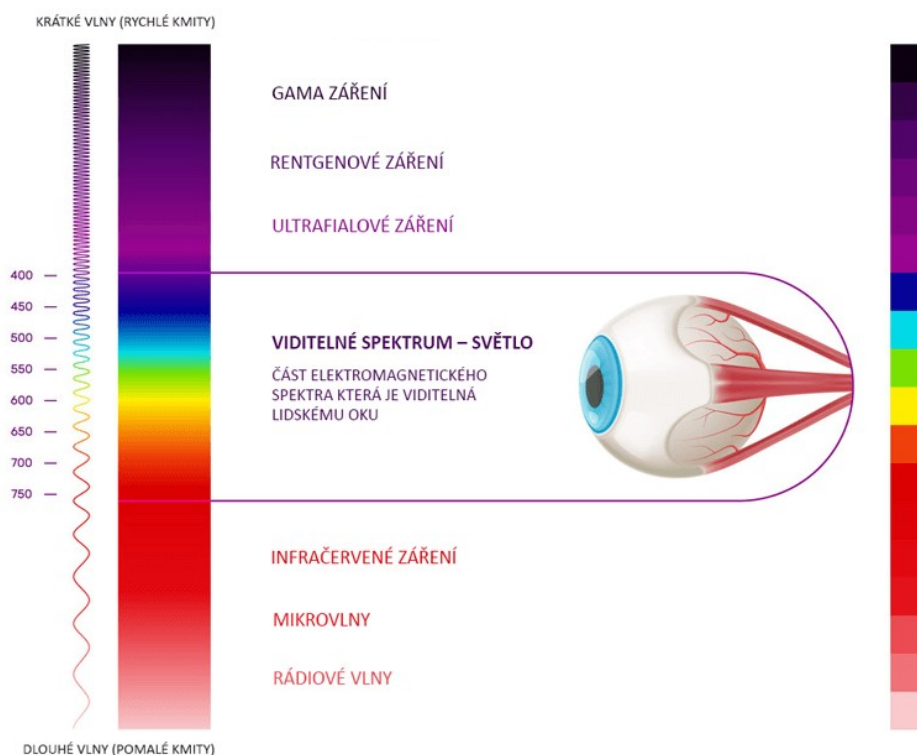 KRÁTKÉ VLNY (RYCHLÉ KMITY)
GAMA ZÁŘENÍ
RENTGENOVÉ ZÁŘENÍ
ULTRAFIALOVÉ ZÁŘENÍ
400
450
500
550
600
650
700
750
VIDITELNÉ SPEKTRUM – SVĚTLO
ČÁST ELEKTROMAGNETICKÉHO
SPEKTRA KTERÁ JE VIDITELNÁ
LIDSKÉMU OKU
INFRAČERVENÉ ZÁŘENÍ
MIKROVLNY
RÁDIOVÉ VLNY
DLOUHÉ VLNY (POMALÉ KMITY)